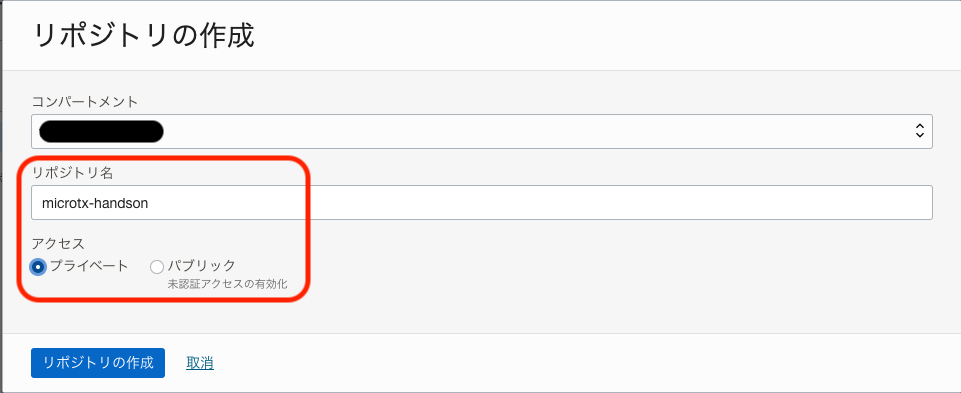 リポジトリの作成
コンパートメント
リポジトリ名
microtx-handson
アクセス
プライベート パブリック
未認証アクセスの有効化
リポジトリの作成 取消